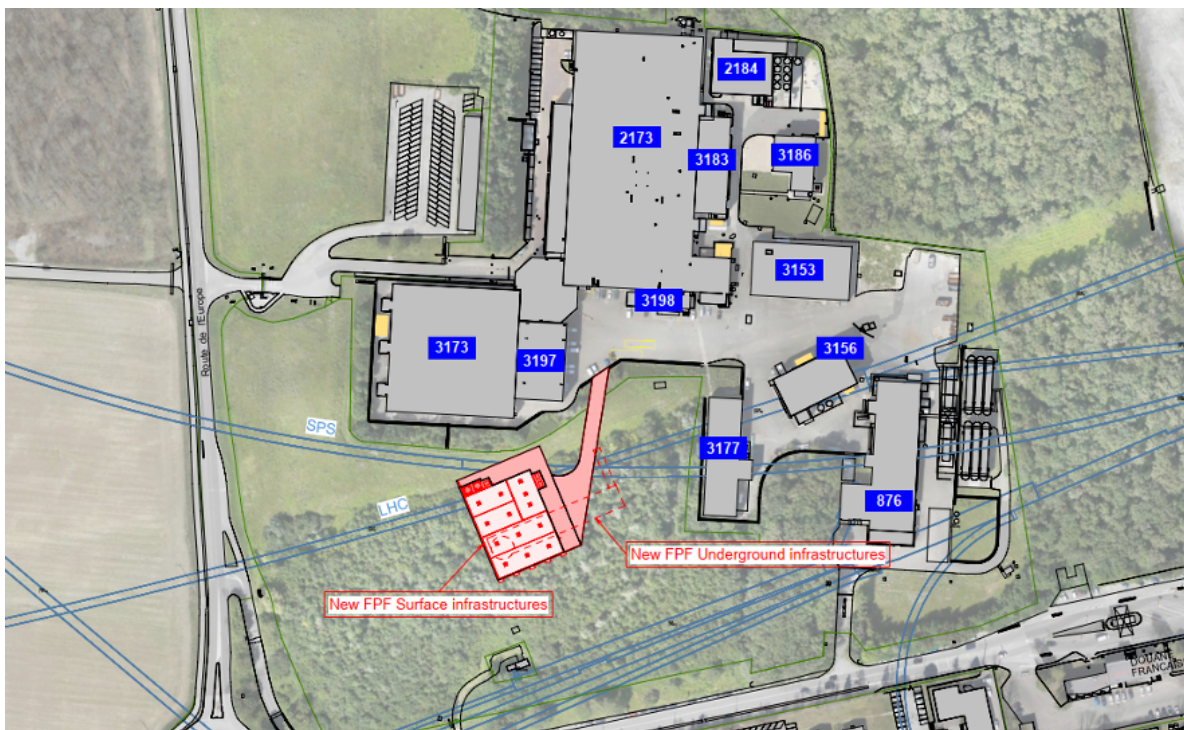 2184
2173
3183
3186
3153
Route de l'Europe
3198
3173
3197
3156
SPS
3177
LHC
876
New FPF Underground infrastructures
New FPF Surface infrastructures
DOUANE
FRANCAISE